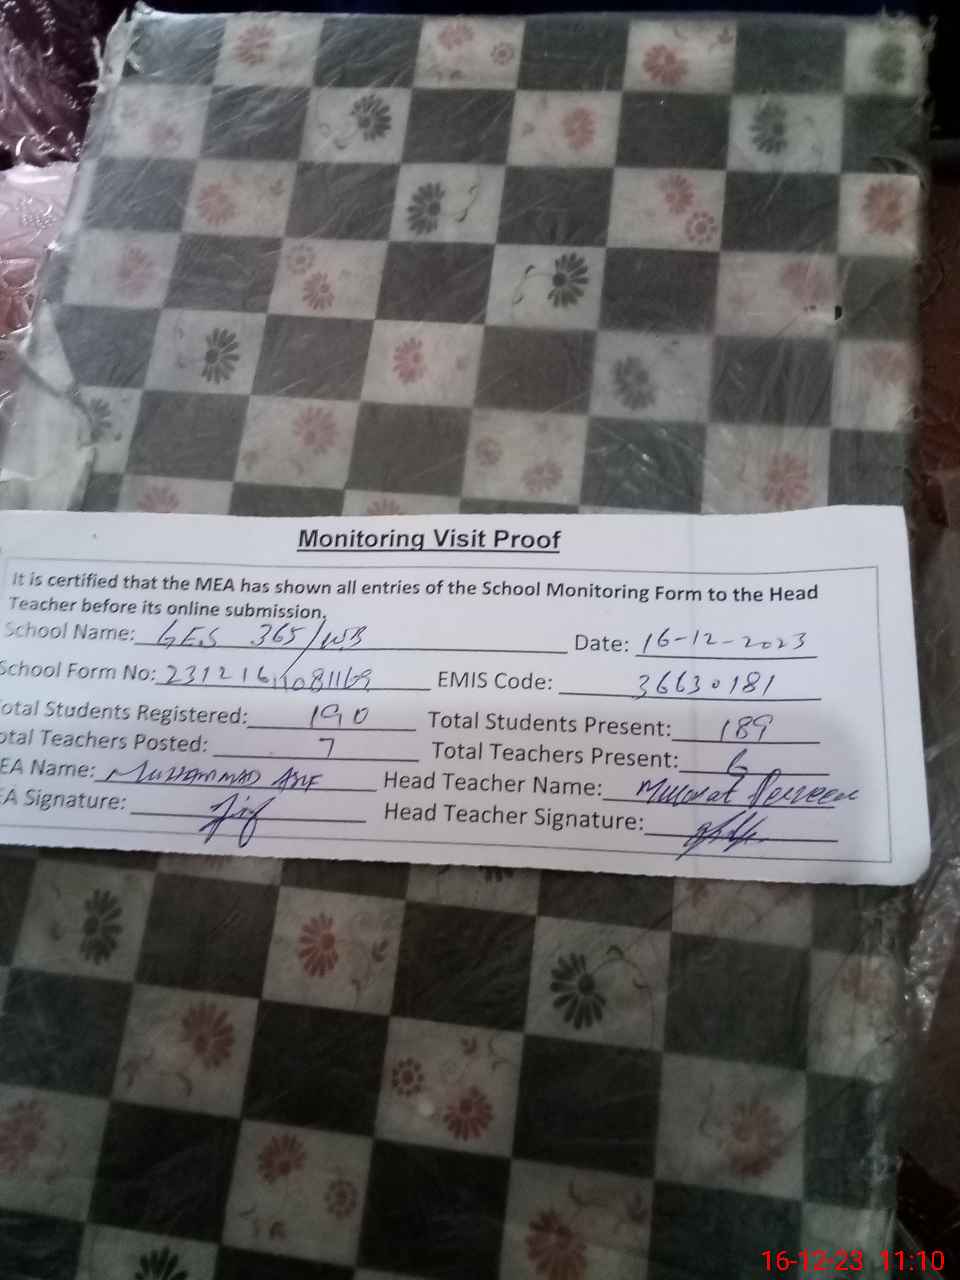 Monitoring Visit Proof
It is certified that the MEA has shown all entries of the School Monitoring Form to the Head
Teacher before its online submission.
School Name: GES 365/WB Date: 16-12-2023
School Form No: EMIS Code: 36630181
otal Students Registered: 190 Total Students Present: 189
otal Teachers Posted: 7 Total Teachers Present: 6
EA Name: Muhammad Head Teacher Name: Perveen
EA Signature: Head Teacher Signature:
16-12-23 11:10